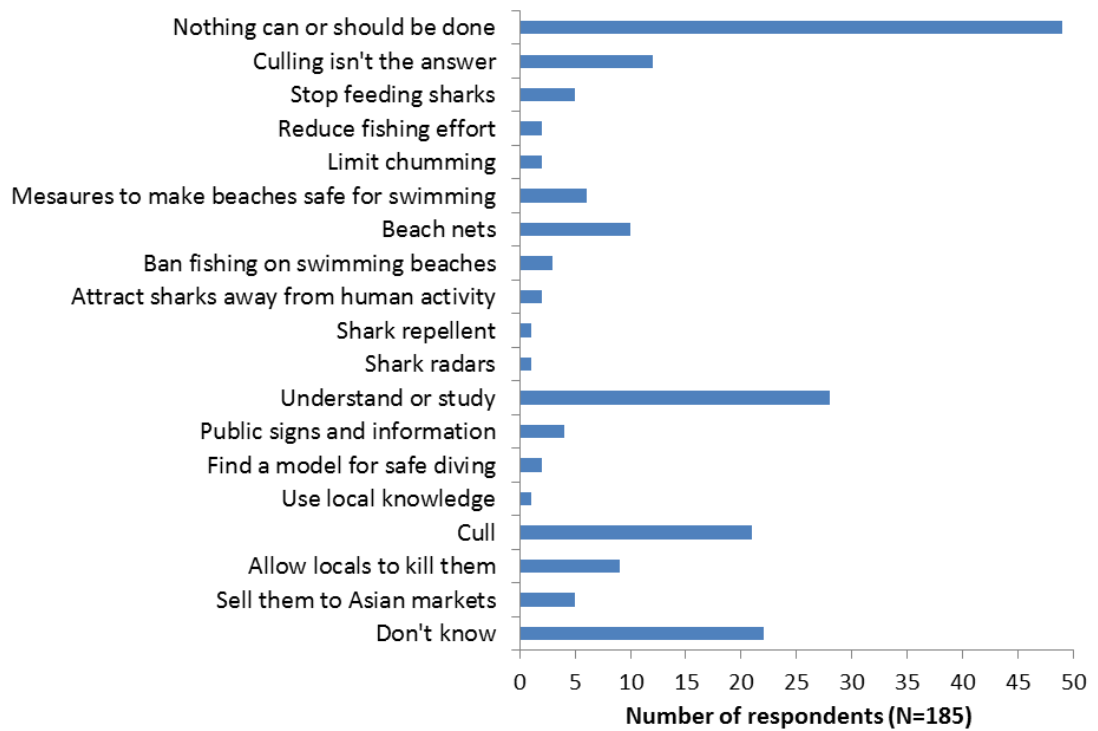 Nothing can or should be done
Culling isn't the answer
Stop feeding sharks
Reduce fishing effort
Limit chumming
Mesaures to make beaches safe for swimming
Beach nets
Ban fishing on swimming beaches
Attract sharks away from human activity
Shark repellent
Shark radars
Understand or study
Public signs and information
Find a model for safe diving
Use local knowledge
Cull
Allow locals to kill them
Sell them to Asian markets
Don't know
0 5 10 15 20 25 30 35 40 45 50
Number of respondents (N=185)